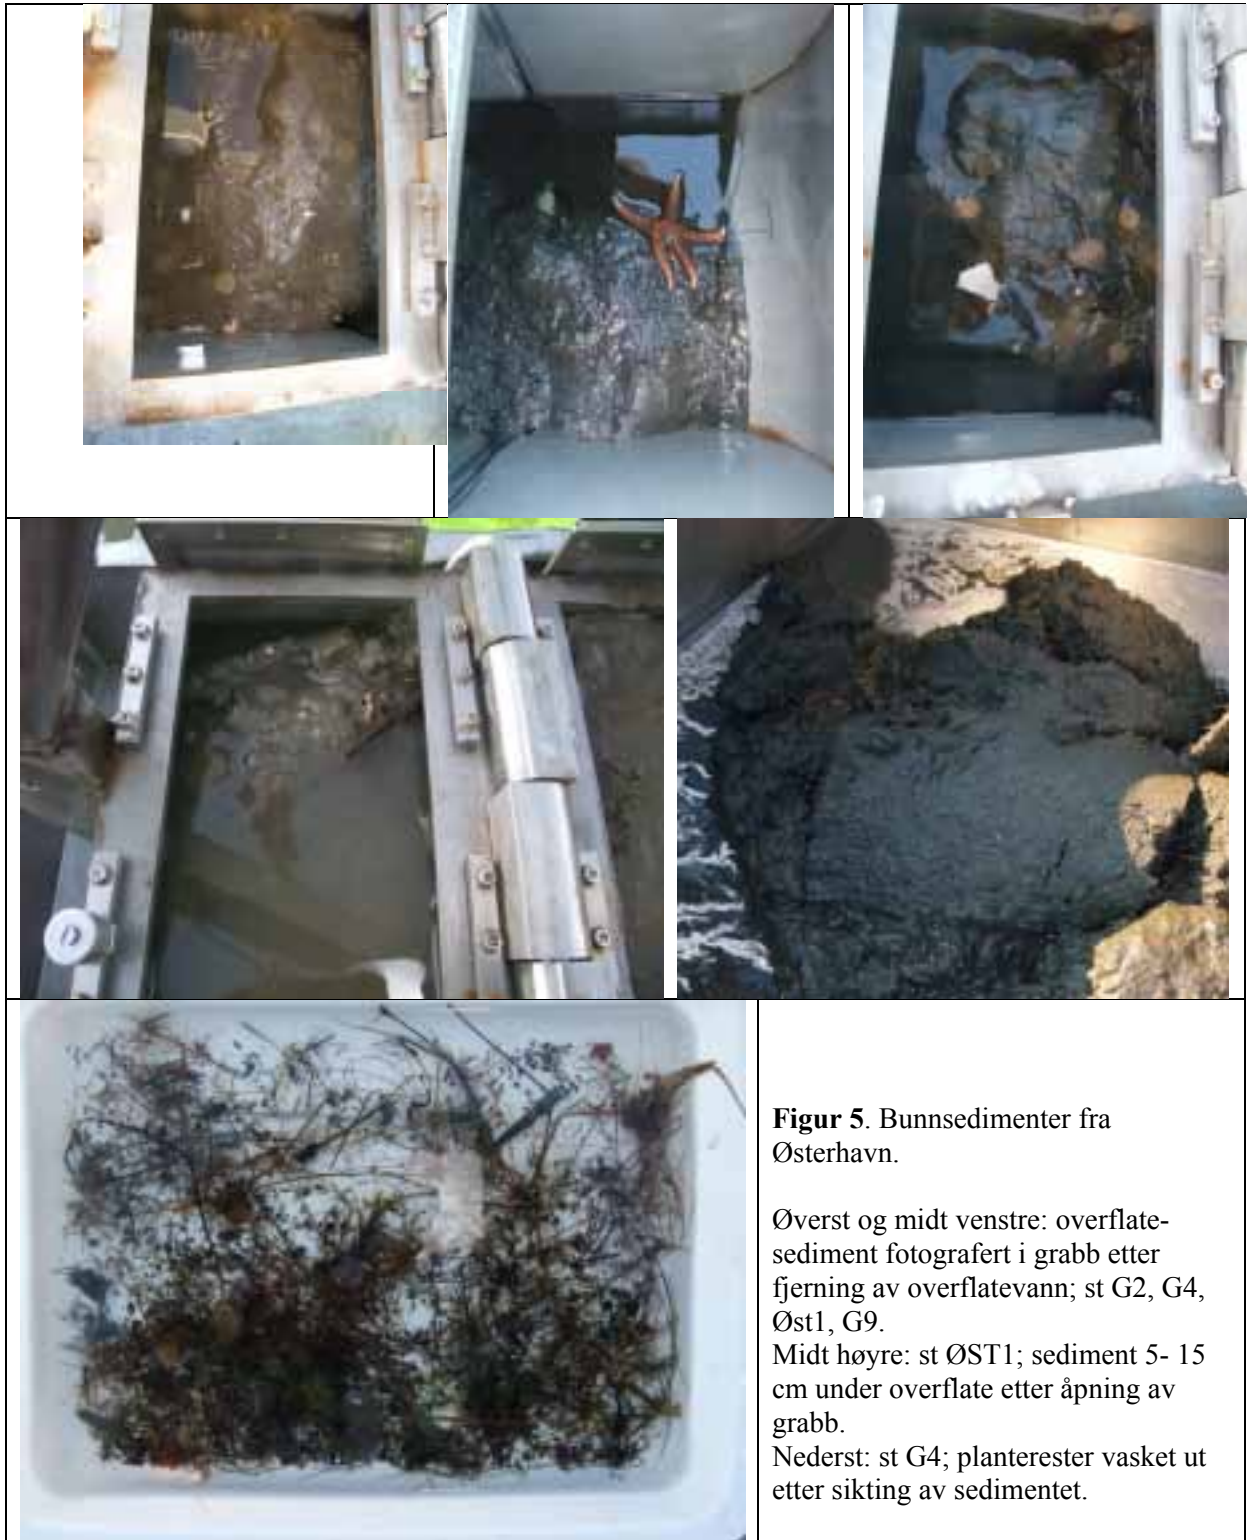 Figur 5. Bunnsedimenter fra
Østerhavn.
Øverst og midt venstre: overflate-
sediment fotografert i grabb etter
fjerning av overflatevann; st G2, G4,
Øst1, G9.
Midt høyre: st ØST1; sediment 5- 15
cm under overflate etter åpning av
grabb.
Nederst: st G4; planterester vasket ut
etter sikting av sedimentet.